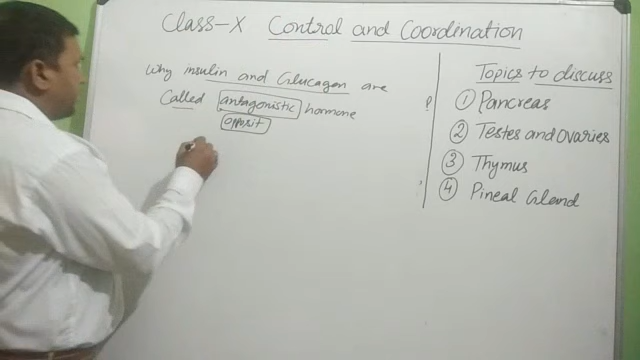 Class-X Control and Coordination
Why insulin and Glucagon are
Called antagonistic hormone
opposit
?
Topics to discuss
① Pancreas
② Testes and Ovaries
③ Thymus
④ Pineal Gland